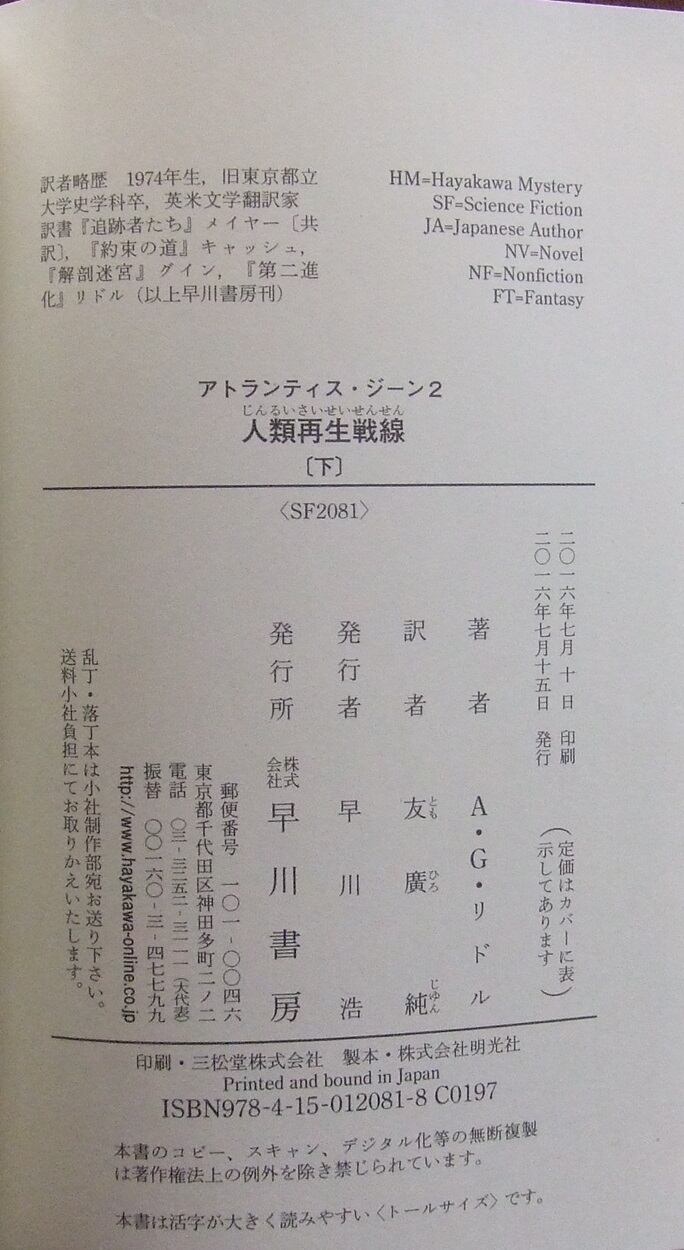 訳者略歴　1974年生，旧東京都立
大学史学科卒，英米文学翻訳家
訳書『追跡者たち』メイヤー〔共
訳〕，『約束の道』キャッシュ，
『解剖迷宮』グイン，『第二進
化』リドル（以上早川書房刊）
HM=Hayakawa Mystery
SF=Science Fiction
JA=Japanese Author
NV=Novel
NF=Nonfiction
FT=Fantasy
アトランティス・ジーン2
じんるいさいせいせんせん
人類再生戦線
〔下〕
〈SF2081〉
二〇一六年七月　十日　印刷
二〇一六年七月十五日　発行
（定価はカバーに表
示してあります）
著者　A・G・リドル
訳者　友廣純
とも　ひろ　じゆん
発行者　早川浩
発行所　株式会社　早川書房
郵便番号　一〇一‐〇〇四六
東京都千代田区神田多町二ノ二
電話　〇三‐三二五二‐三一一一（大代表）
振替　〇〇一六〇‐三‐四七七九九
http://www.hayakawa-online.co.jp
乱丁・落丁本は小社制作部宛お送り下さい。
送料小社負担にてお取りかえいたします。
印刷・三松堂株式会社　製本・株式会社明光社
Printed and bound in Japan
ISBN978-4-15-012081-8 C0197
本書のコピー、スキャン、デジタル化等の無断複製
は著作権法上の例外を除き禁じられています。
本書は活字が大きく読みやすい〈トールサイズ〉です。